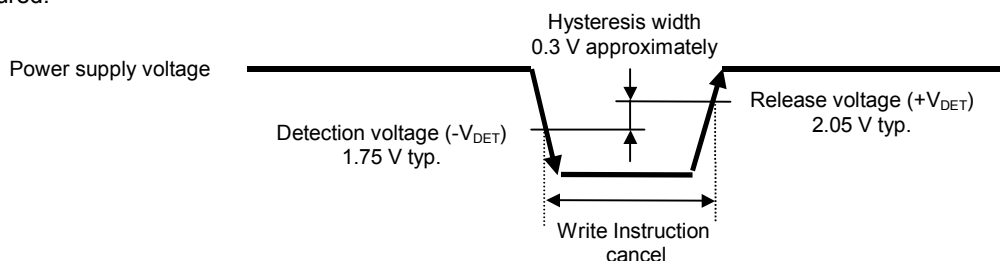 Hysteresis width
0.3 V approximately
Power supply voltage
Release voltage (+VDET)
2.05 V typ.
Detection voltage (-VDET)
1.75 V typ.
Write Instruction
cancel